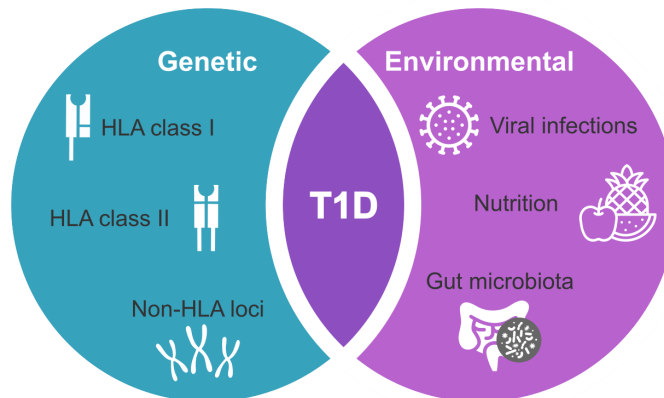 Genetic
HLA class I
HLA class II
Non-HLA loci
T1D
Environmental
Viral infections
Nutrition
Gut microbiota